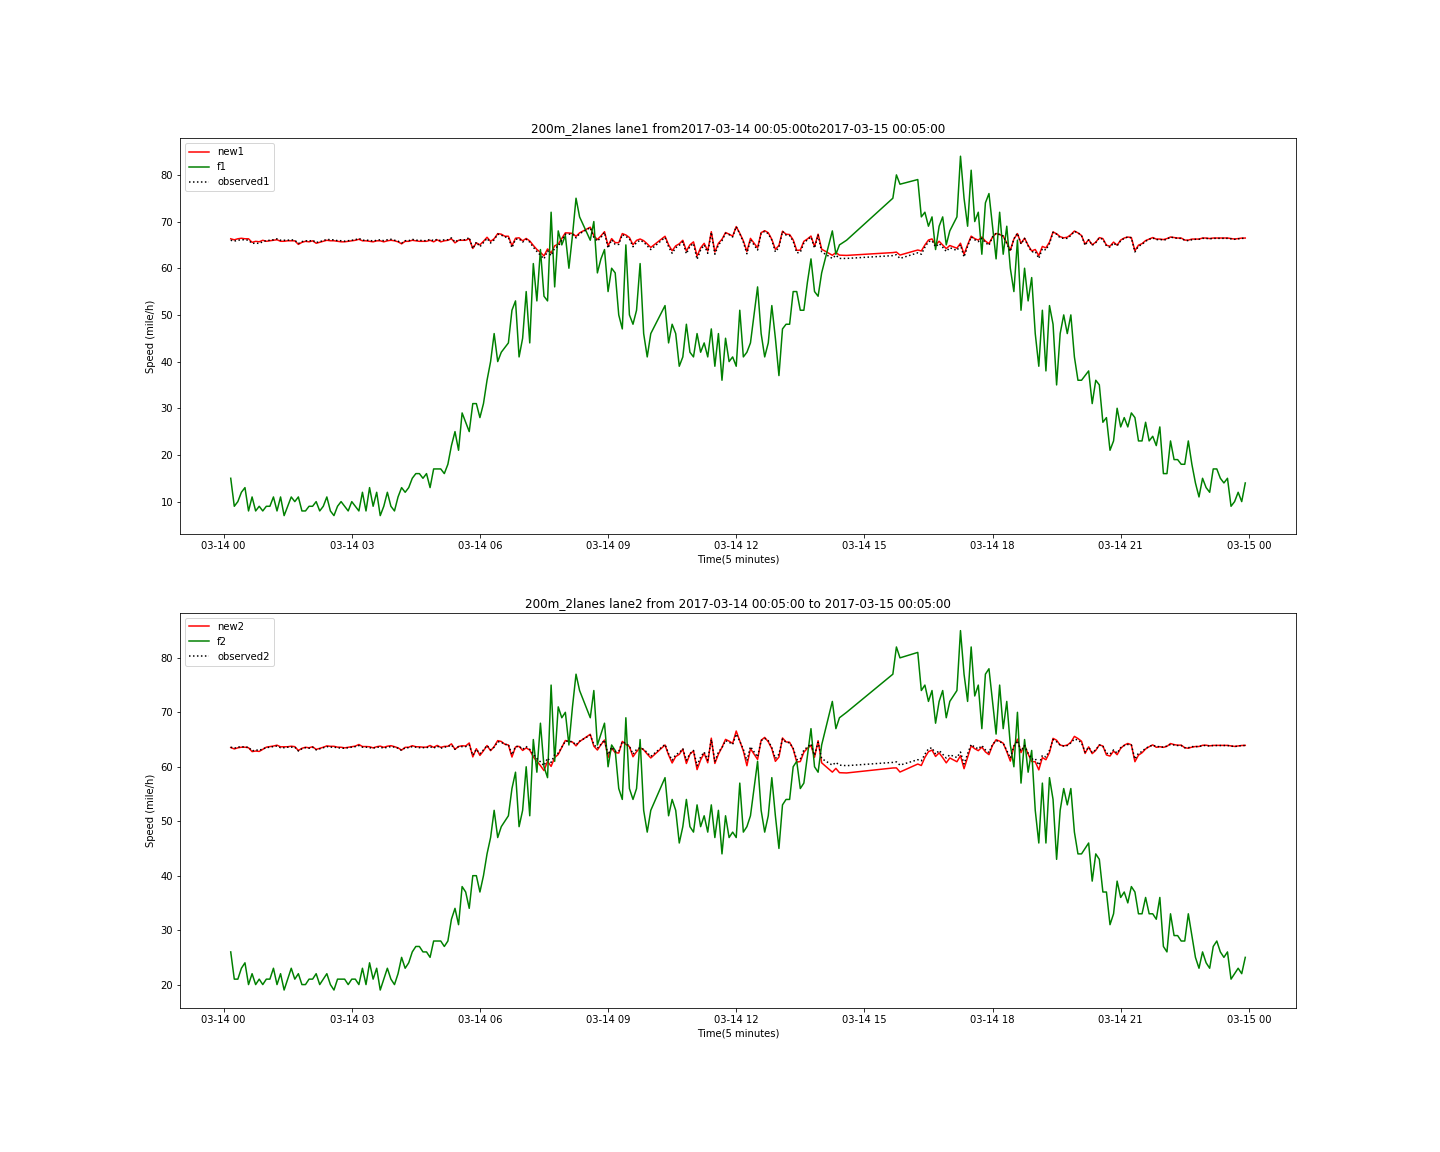 200m_2lanes lane1 from2017-03-14 00:05:00to2017-03-15 00:05:00
new1
f1
observed1
80
70
60
50
40
30
20
10
Speed (mile/h)
03-14 00 03-14 03 03-14 06 03-14 09 03-14 12 03-14 15 03-14 18 03-14 21 03-15 00
Time(5 minutes)
200m_2lanes lane2 from 2017-03-14 00:05:00 to 2017-03-15 00:05:00
new2
f2
observed2
80
70
60
50
40
30
20
Speed (mile/h)
03-14 00 03-14 03 03-14 06 03-14 09 03-14 12 03-14 15 03-14 18 03-14 21 03-15 00
Time(5 minutes)